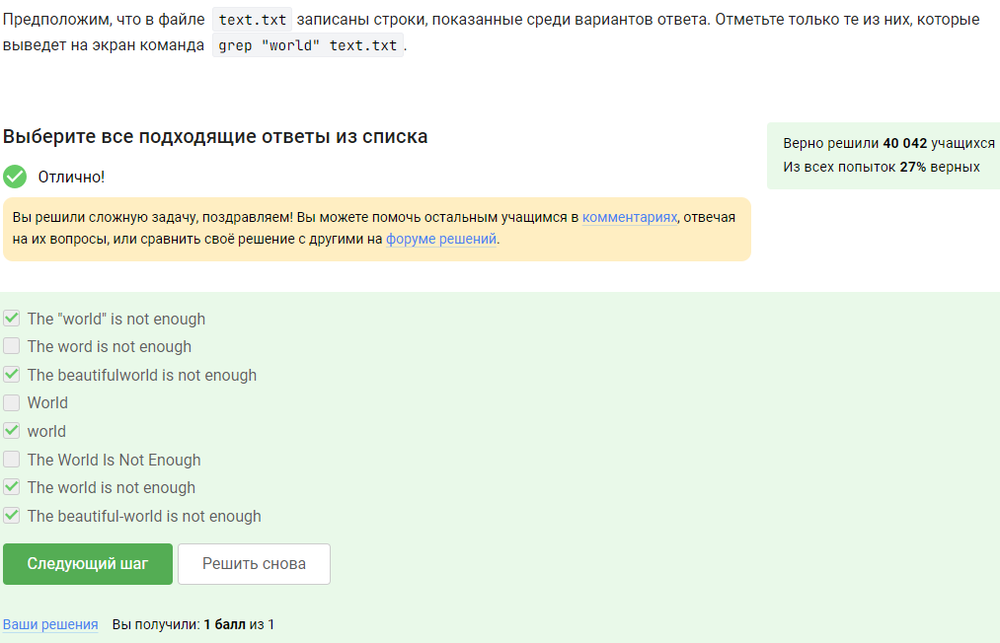 Предположим, что в файле text.txt записаны строки, показанные среди вариантов ответа. Отметьте только те из них, которые
выведет на экран команда grep "world" text.txt.
Выберите все подходящие ответы из списка
Верно решили 40 042 учащихся
Из всех попыток 27% верных
Отлично!
Вы решили сложную задачу, поздравляем! Вы можете помочь остальным учащимся в комментариях, отвечая
на их вопросы, или сравнить своё решение с другими на форуме решений.
The "world" is not enough
The word is not enough
The beautifulworld is not enough
World
world
The World Is Not Enough
The world is not enough
The beautiful-world is not enough
Следующий шаг
Решить снова
Ваши решения Вы получили: 1 балл из 1